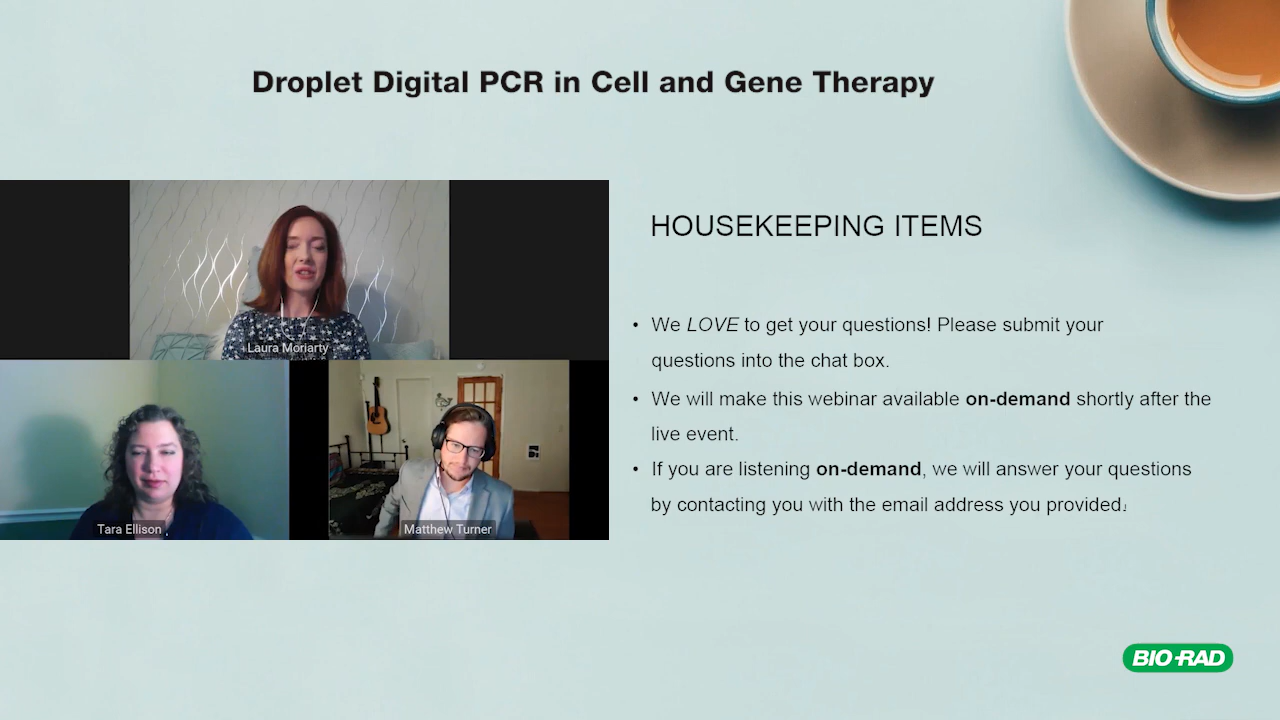 Droplet Digital PCR in Cell and Gene Therapy
Laura Moriarty
Tara Ellison
Matthew Turner
HOUSEKEEPING ITEMS
• We LOVE to get your questions! Please submit your
questions into the chat box.
• We will make this webinar available on-demand shortly after the
live event.
• If you are listening on-demand, we will answer your questions
by contacting you with the email address you provided.
BIO-RAD